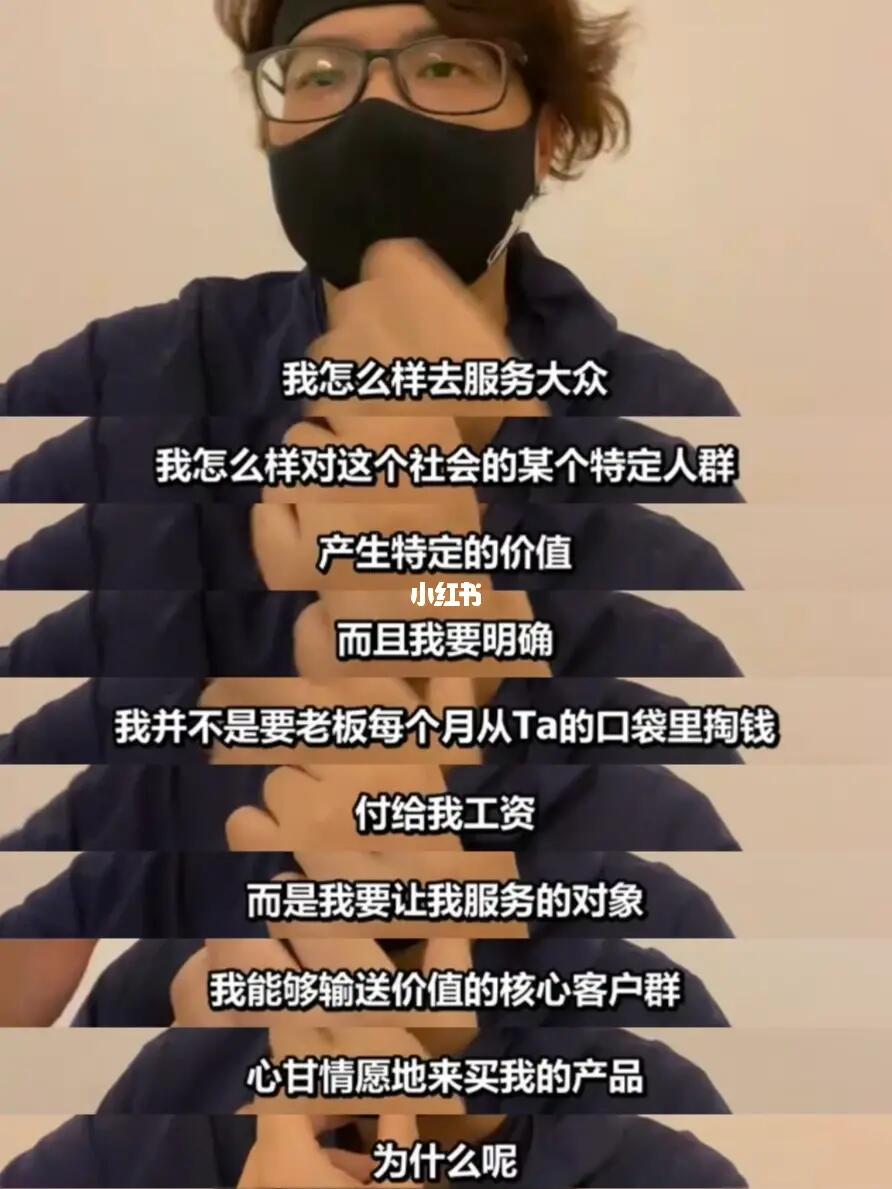 我怎么样去服务大众
我怎么样对这个社会的某个特定人群
产生特定的价值
小红书
而且我要明确
我并不是要老板每个月从Ta的口袋里掏钱
付给我工资
而是我要让我服务的对象
我能够输送价值的核心客户群
心甘情愿地来买我的产品
为什么呢